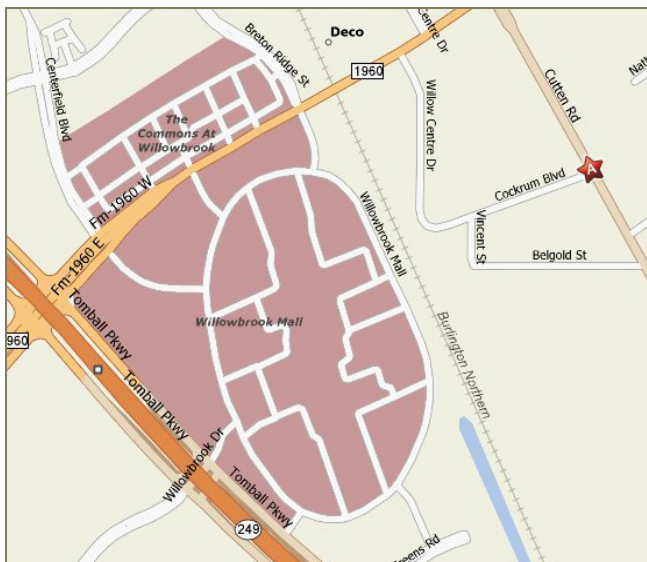 Deco
Centre Dr
Breton Ridge St
Centerfield Blvd
1960
Cutten Rd
The
Commons At
Willowbrook
Willow Centre Dr
A
Cockrum Blvd
Fm-1960 W
Vincent St
Willowbrook Mall
Belgold St
Fm-1960 E
Tomball Pkwy
Willowbrook Mall
960
Burlington Northern
Tomball Pkwy
Willowbrook Dr
Tomball Pkwy
249
Rd